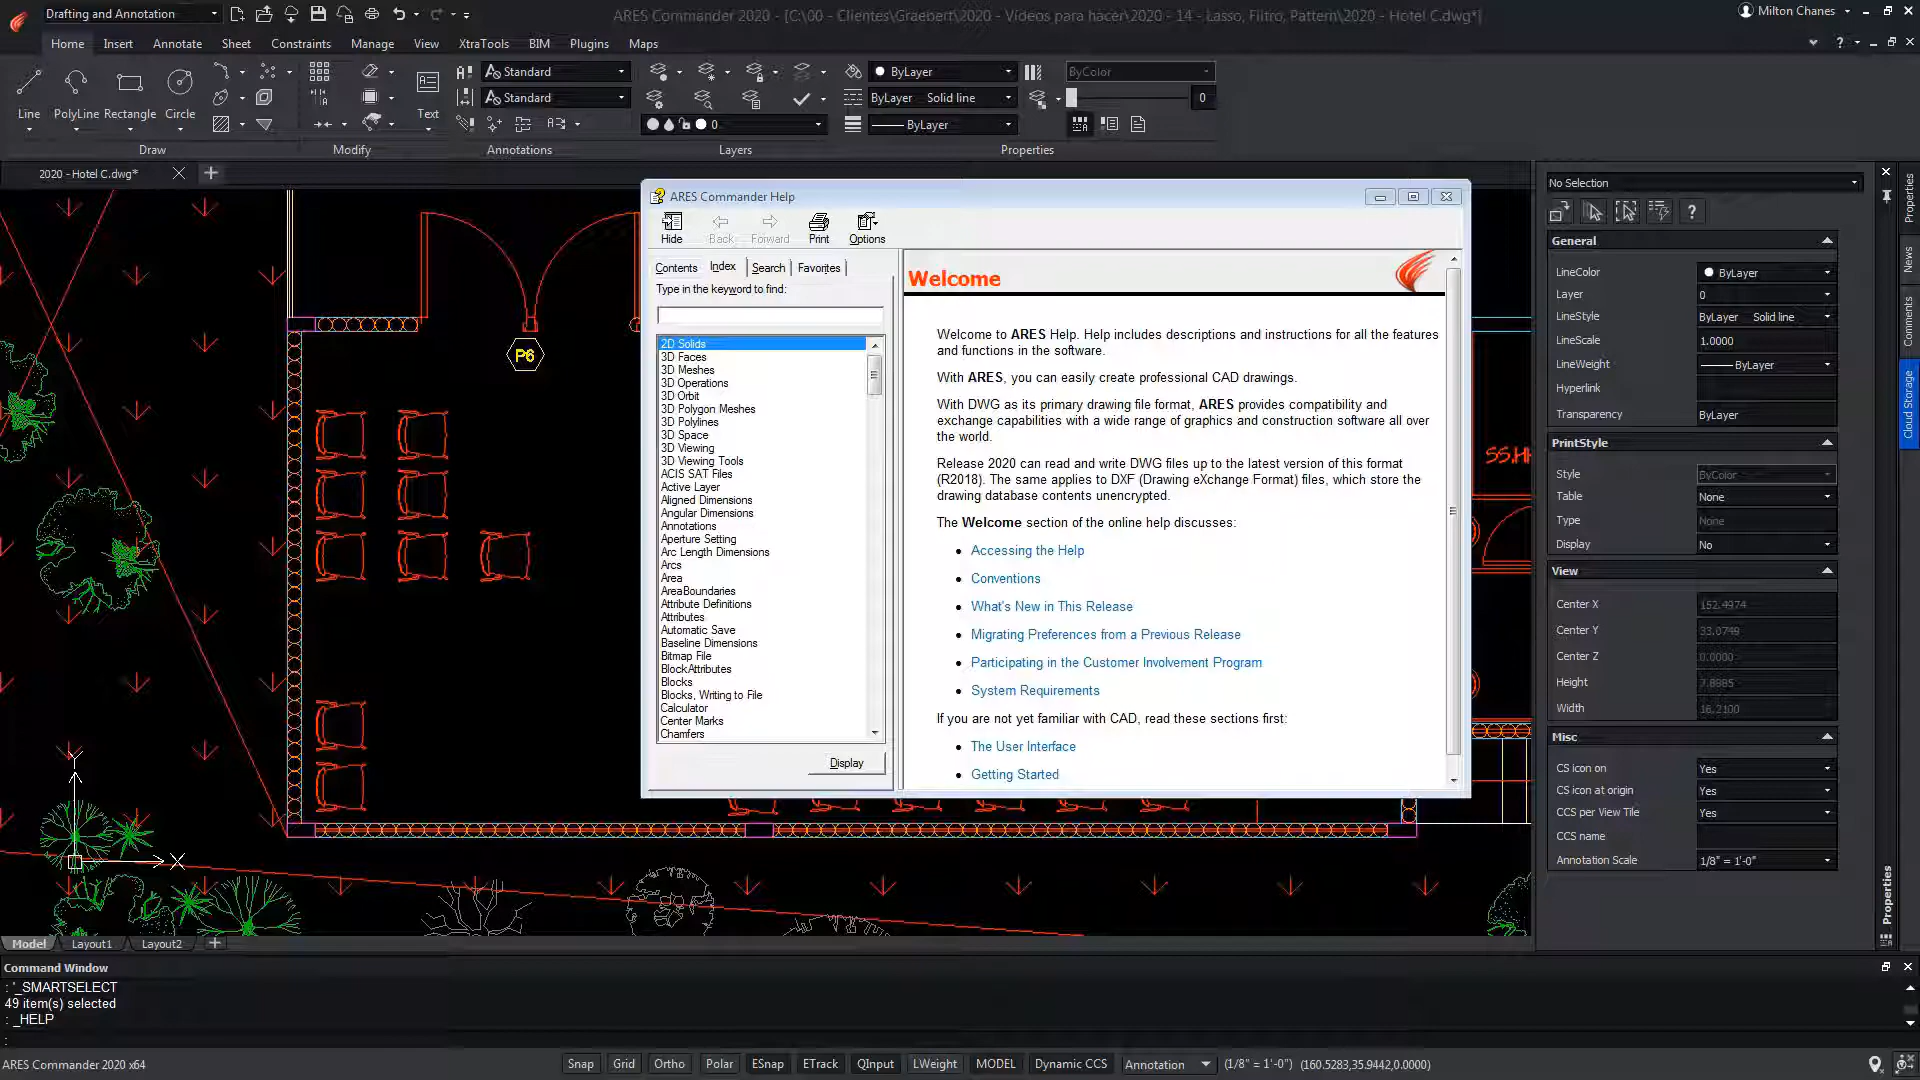 Drafting and Annotation
ARES Commander 2020 - [C:\00 - Clientes\Graebert\2020 - Videos para hacer\2020 - 14 - Lasso, Filtro, Pattern\2020 - Hotel C.dwg*]
Milton Chanes
Home Insert Annotate Sheet Constraints Manage View XtraTools BIM Plugins Maps
?
Standard
ByLayer
ByColor
Standard
ByLayer Solid line
0
Line PolyLine Rectangle Circle Text
0
ByLayer
Draw Modify Annotations Layers Properties
2020 - Hotel C.dwg*
ARES Commander Help
Hide Back Forward Print Options
Contents Index Search Favorites
Type in the keyword to find:
2D Solids
3D Faces
3D Meshes
3D Operations
3D Orbit
3D Polygon Meshes
3D Polylines
3D Space
3D Viewing
3D Viewing Tools
ACIS SAT Files
Active Layer
Aligned Dimensions
Angular Dimensions
Annotations
Aperture Setting
Arc Length Dimensions
Arcs
Area
AreaBoundaries
Attribute Definitions
Attributes
Automatic Save
Baseline Dimensions
Bitmap File
BlockAttributes
Blocks
Blocks, Writing to File
Calculator
Center Marks
Chamfers
Display
Welcome
Welcome to ARES Help. Help includes descriptions and instructions for all the features
and functions in the software.
With ARES, you can easily create professional CAD drawings.
With DWG as its primary drawing file format, ARES provides compatibility and
exchange capabilities with a wide range of graphics and construction software all over
the world.
Release 2020 can read and write DWG files up to the latest version of this format
(R2018). The same applies to DXF (Drawing eXchange Format) files, which store the
drawing database contents unencrypted.
The Welcome section of the online help discusses:
Accessing the Help
Conventions
What's New in This Release
Migrating Preferences from a Previous Release
Participating in the Customer Involvement Program
System Requirements
If you are not yet familiar with CAD, read these sections first:
The User Interface
Getting Started
P6
Y
X
No Selection
?
General
LineColor ByLayer
Layer 0
LineStyle ByLayer Solid line
LineScale 1.0000
LineWeight ByLayer
Hyperlink
Transparency ByLayer
PrintStyle
Style ByColor
Table None
Type None
Display No
View
Center X 152.4974
Center Y 33.0749
Center Z 0.0000
Height 7.8985
Width 16.2100
Misc
CS icon on Yes
CS icon at origin Yes
CCS per View Tile Yes
CCS name
Annotation Scale 1/8" = 1'-0"
Properties
Properties
News
Comments
Cloud Storage
Model Layout1 Layout2
Command Window
: '_SMARTSELECT
49 item(s) selected
: _HELP
:
ARES Commander 2020 x64
Snap Grid Ortho Polar ESnap ETrack QInput LWeight MODEL Dynamic CCS Annotation (1/8" = 1'-0") (160.5283,35.9442,0.0000)